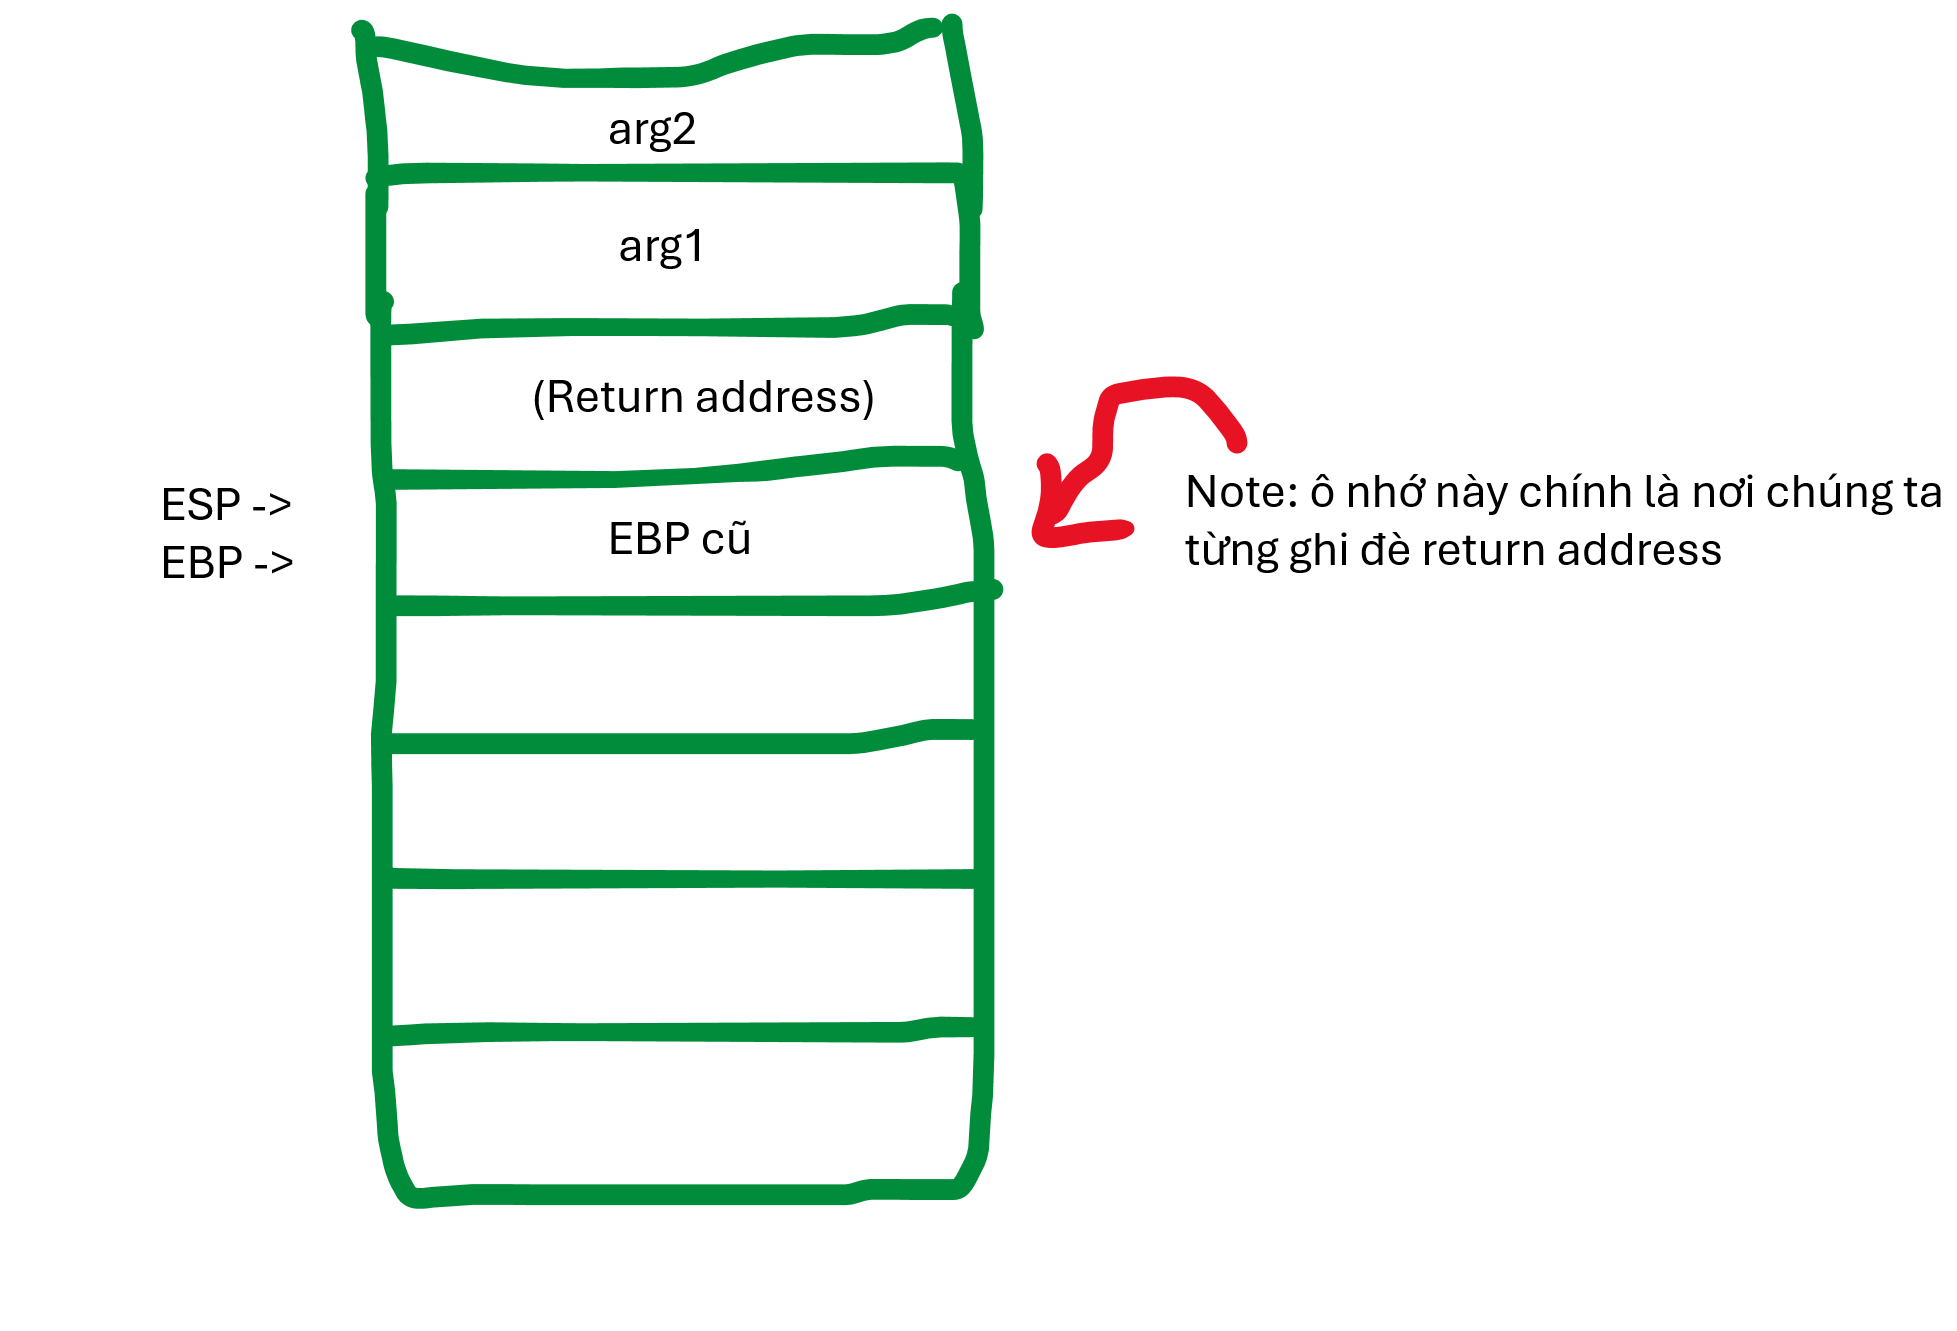 arg2
arg1
(Return address)
ESP ->
EBP ->
EBP cũ
Note: ô nhớ này chính là nơi chúng ta
từng ghi đè return address